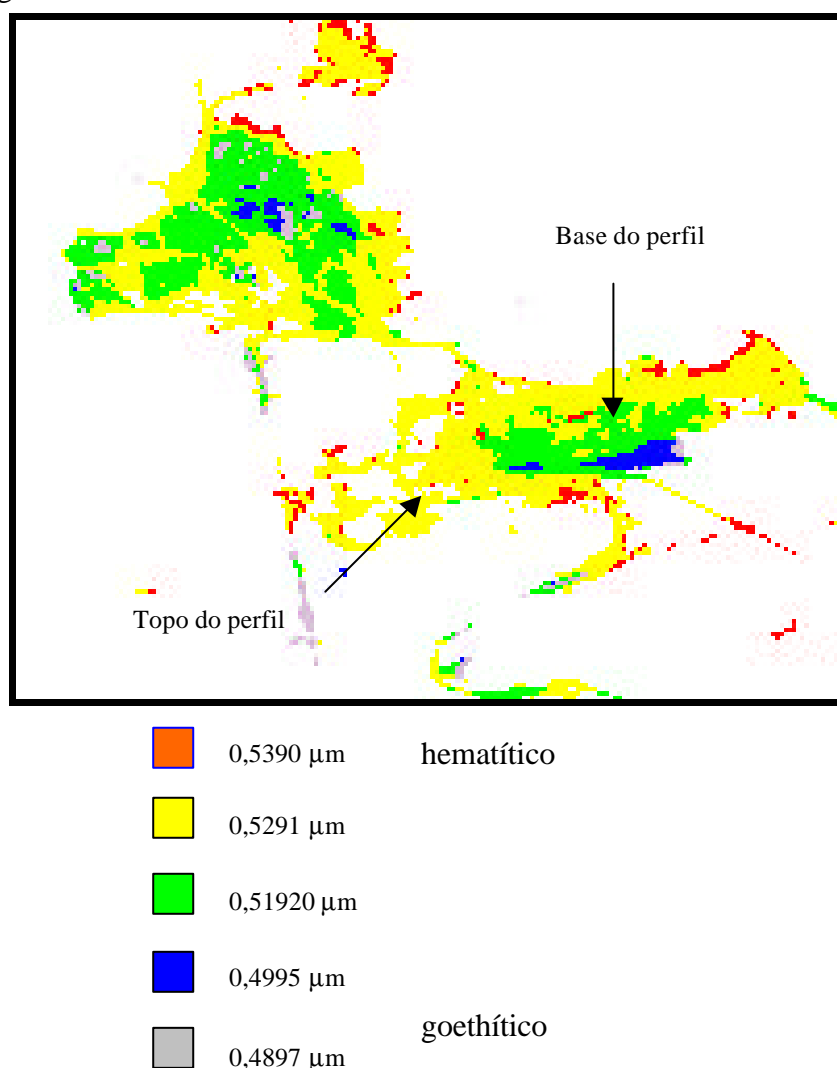 Base do perfil
Topo do perfil
0,5390 µm hematítico
0,5291 µm
0,51920 µm
0,4995 µm
goethítico
0,4897 µm